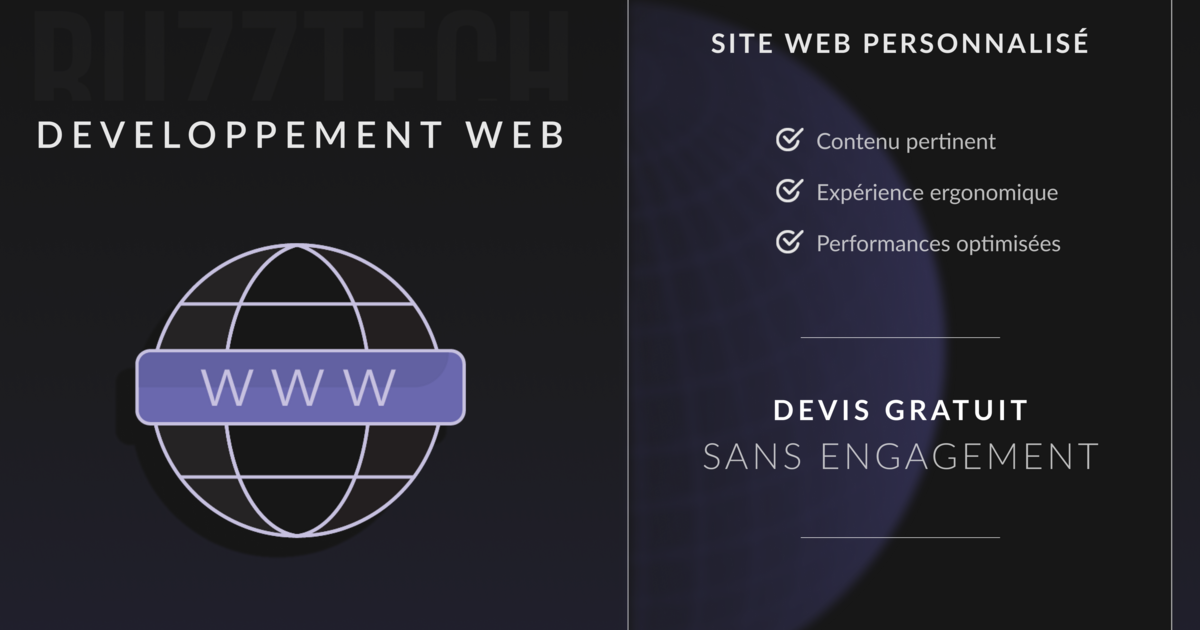 BUZZTECH
DEVELOPPEMENT WEB
WWW
SITE WEB PERSONNALISÉ
Contenu pertinent
Expérience ergonomique
Performances optimisées
DEVIS GRATUIT
SANS ENGAGEMENT